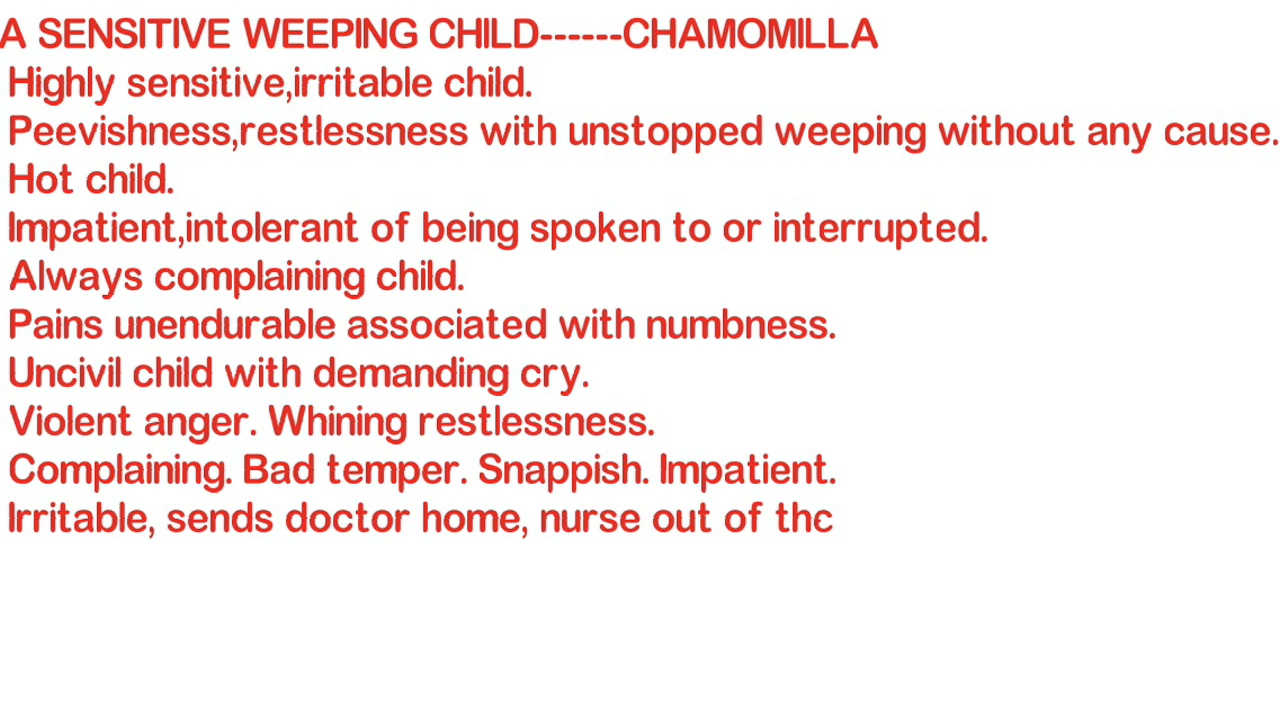 A SENSITIVE WEEPING CHILD------CHAMOMILLA
Highly sensitive,irritable child.
Peevishness,restlessness with unstopped weeping without any cause.
Hot child.
Impatient,intolerant of being spoken to or interrupted.
Always complaining child.
Pains unendurable associated with numbness.
Uncivil child with demanding cry.
Violent anger. Whining restlessness.
Complaining. Bad temper. Snappish. Impatient.
Irritable, sends doctor home, nurse out of